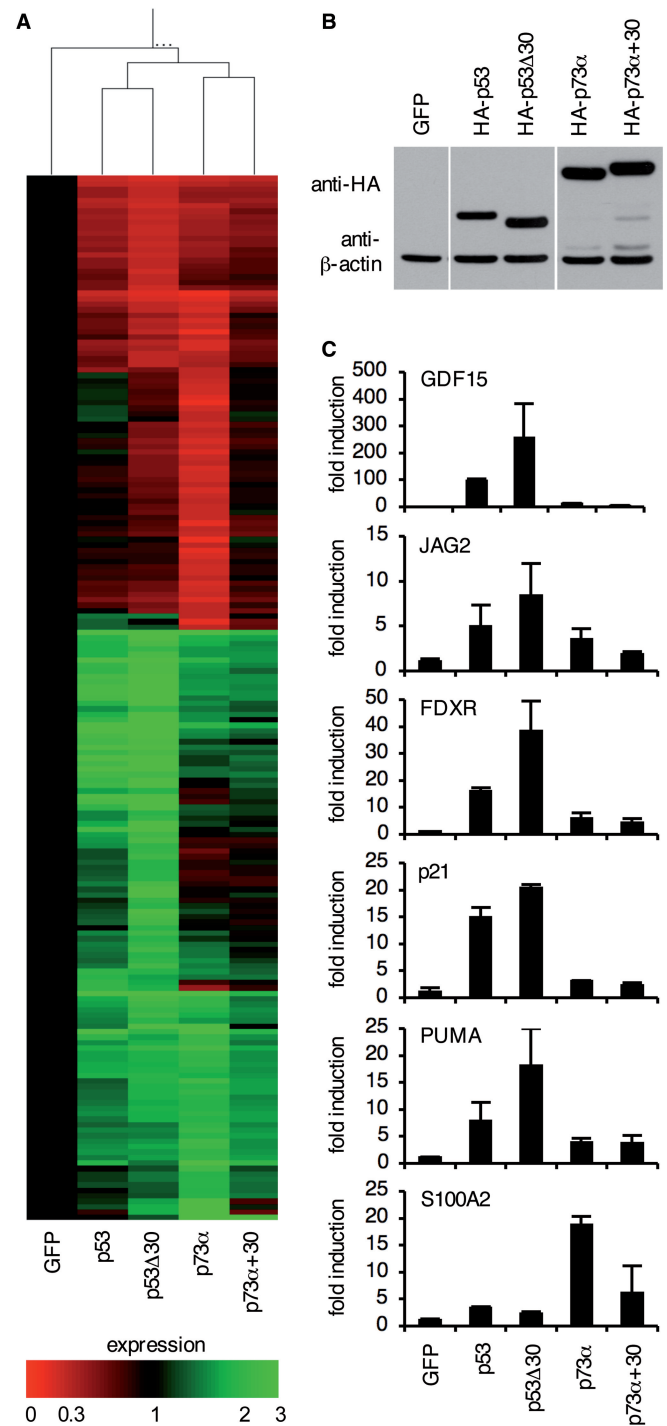 A
...
GFP
p53
p53Δ30
p73α
p73α+30
expression
0 0.3 1 2 3
B
GFP
HA-p53
HA-p53Δ30
HA-p73α
HA-p73α+30
anti-HA
anti-
β-actin
C
GDF15
fold induction
500
400
300
200
100
0
JAG2
fold induction
15
10
5
0
FDXR
fold induction
50
40
30
20
10
0
p21
fold induction
25
20
15
10
5
0
PUMA
fold induction
25
20
15
10
5
0
S100A2
fold induction
25
20
15
10
5
0
GFP
p53
p53Δ30
p73α
p73α+30